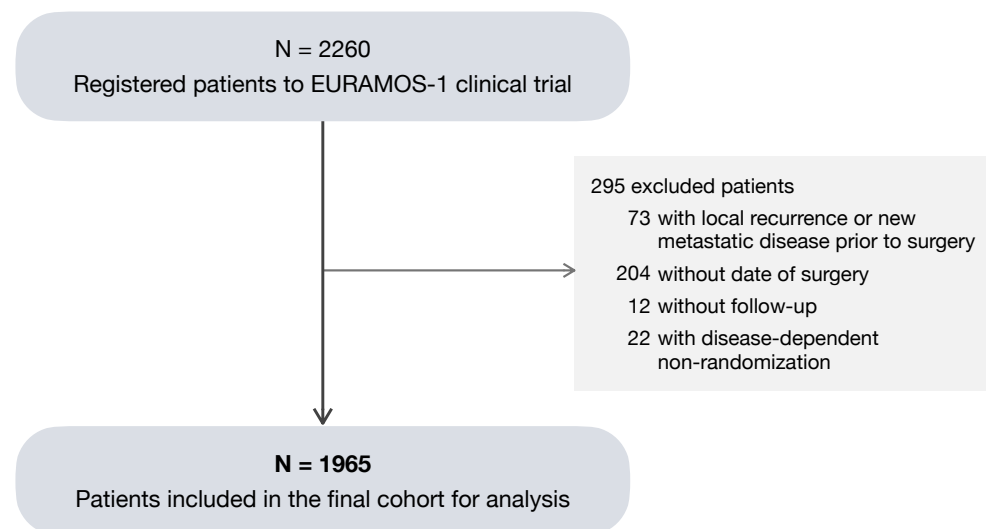 N = 2260
Registered patients to EURAMOS-1 clinical trial
295 excluded patients
73 with local recurrence or new
metastatic disease prior to surgery
204 without date of surgery
12 without follow-up
22 with disease-dependent
non-randomization
N = 1965
Patients included in the final cohort for analysis